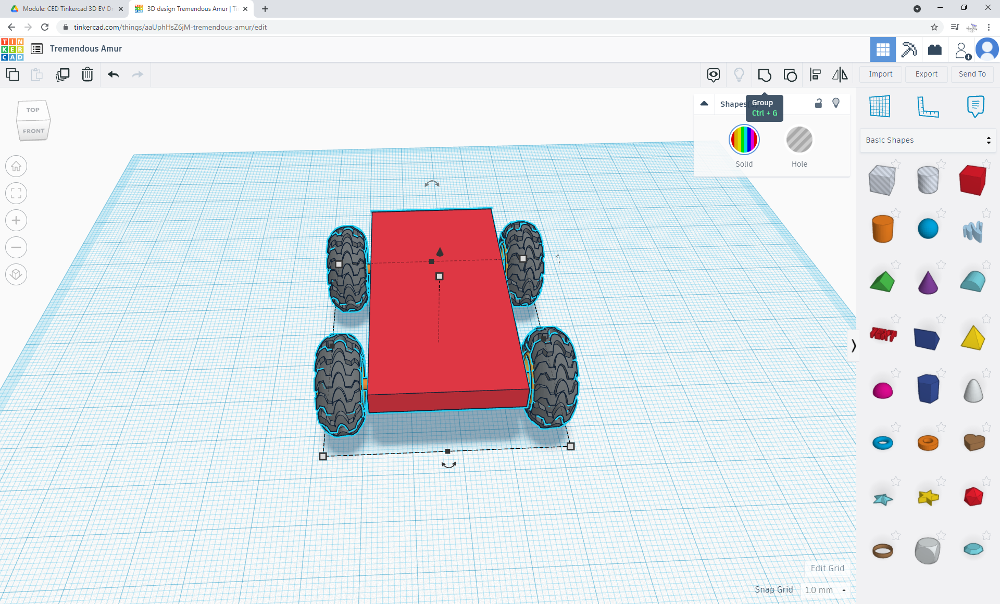 Module: CED Tinkercad 3D EV Dr
3D design Tremendous Amur | Ti
tinkercad.com/things/aaUphHsZ6jM-tremendous-amur/edit
TIN
KER
CAD
Tremendous Amur
Import
Export
Send To
TOP
FRONT
Shapes
Group
Ctrl + G
Solid
Hole
Basic Shapes
TEXT
Edit Grid
Snap Grid
1.0 mm